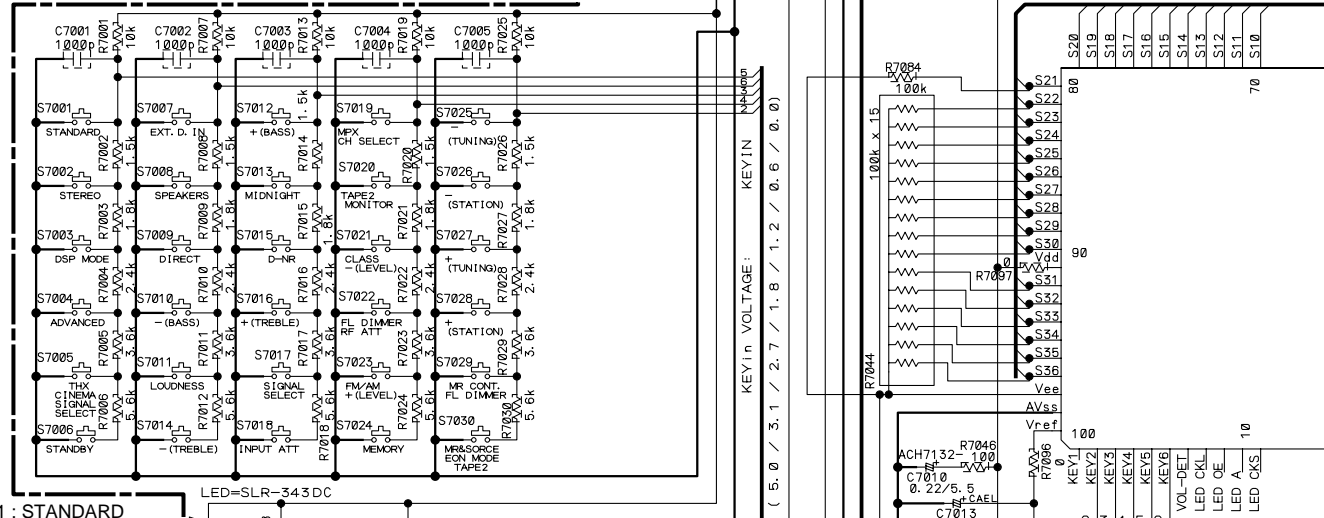 C7001 1000p R7001 10k
C7002 1000p R7007 10k
C7003 1000p R7013 10k
C7004 1000p R7019 10k
C7005 1000p R7025 10k
S7001 STANDARD
R7002 1.5k
S7002 STEREO
R7003 1.8k
S7003 DSP MODE
R7004 2.4k
S7004 ADVANCED
R7005 3.6k
S7005
THX
CINEMA
SIGNAL
SELECT
R7006 5.6k
S7006 STANDBY
S7007 EXT. D. IN
R7008 1.5k
S7008 SPEAKERS
R7009 1.8k
S7009 DIRECT
R7010 2.4k
S7010 -(BASS)
R7011 3.6k
S7011 LOUDNESS
R7012 5.6k
S7014 -(TREBLE)
1.5k
S7012 +(BASS)
R7014
S7013 MIDNIGHT
R7015 1.8k
S7015 D-NR
R7016 2.4k
S7016 +(TREBLE)
R7017 3.6k
S7017
SIGNAL
SELECT
R7018 5.6k
S7018 INPUT ATT
S7019
MPX
CH SELECT
R7020 1.5k
S7020
TAPE2
MONITOR
R7021 1.8k
S7021
CLASS
-(LEVEL)
R7022 2.4k
S7022
FL DIMMER
RF ATT
R7023 3.6k
S7023
FM/AM
+(LEVEL)
R7024 5.6k
S7024 MEMORY
S7025
-
(TUNING)
R7026 1.5k
S7026
-
(STATION)
R7027 1.8k
S7027
+
(TUNING)
R7028 2.4k
S7028
+
(STATION)
R7029 3.6k
S7029
MR CONT.
FL DIMMER
R7030 5.6k
S7030
MR&SORCE
EON MODE
TAPE2
LED=SLR-343DC
1 : STANDARD
KEYIN
KEYin VOLTAGE: ( 5.0 / 3.1 / 2.7 / 1.8 / 1.2 / 0.6 / 0.0)
R7084
100k
100k x 15
R7044
S20 S19 S18 S17 S16 S15 S14 S13 S12 S11 S10
80 70
S21
S22
S23
S24
S25
S26
S27
S28
S29
S30
Vdd
90
0
R7097
S31
S32
S33
S34
S35
S36
Vee
AVss
Vref
100 10
KEY1 KEY2 KEY3 KEY4 KEY5 KEY6 VOL-DET LED CKL LED OE LED A LED CKS
R7046
100
ACH7132-
C7010
0.22/5.5
CAEL
C7013
R7096
0